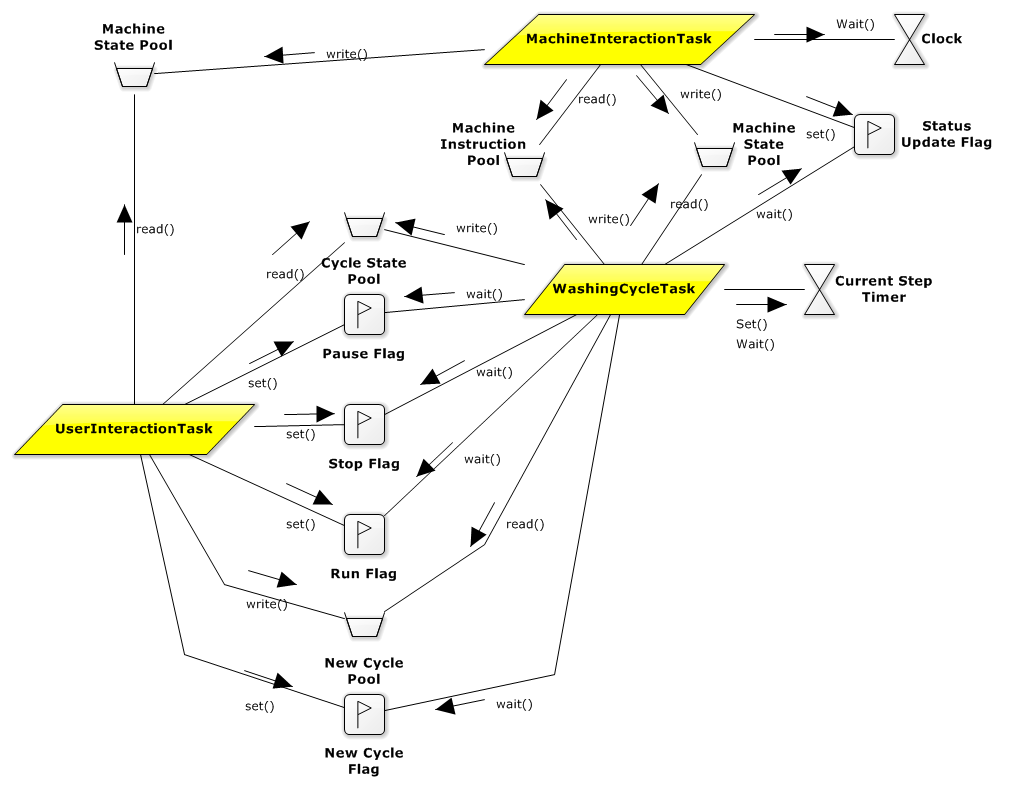 Machine
State Pool
write()
MachineInteractionTask
Wait()
Clock
read()
write()
set()
Status
Update Flag
Machine
Instruction
Pool
Machine
State
Pool
read()
write()
read()
wait()
read()
write()
Cycle State
Pool
wait()
WashingCycleTask
Current Step
Timer
Set()
Wait()
Pause Flag
set()
wait()
UserInteractionTask
set()
Stop Flag
wait()
set()
Run Flag
read()
write()
New Cycle
Pool
set()
wait()
New Cycle
Flag